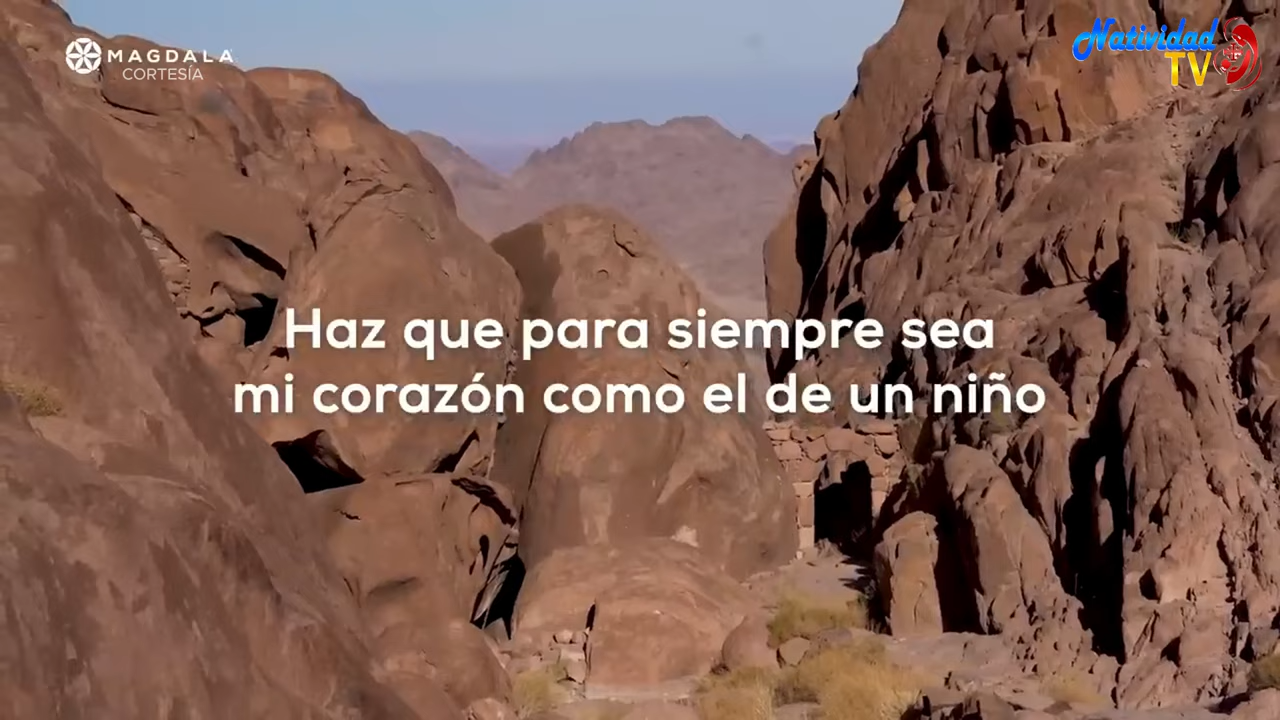 MAGDALA
CORTESÍA
Natividad
TV
Haz que para siempre sea
mi corazón como el de un niño